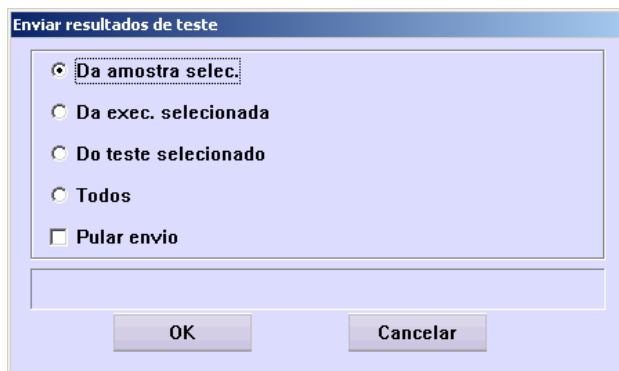 Enviar resultados de teste
Da amostra selec.
Da exec. selecionada
Do teste selecionado
Todos
Pular envio
OK
Cancelar